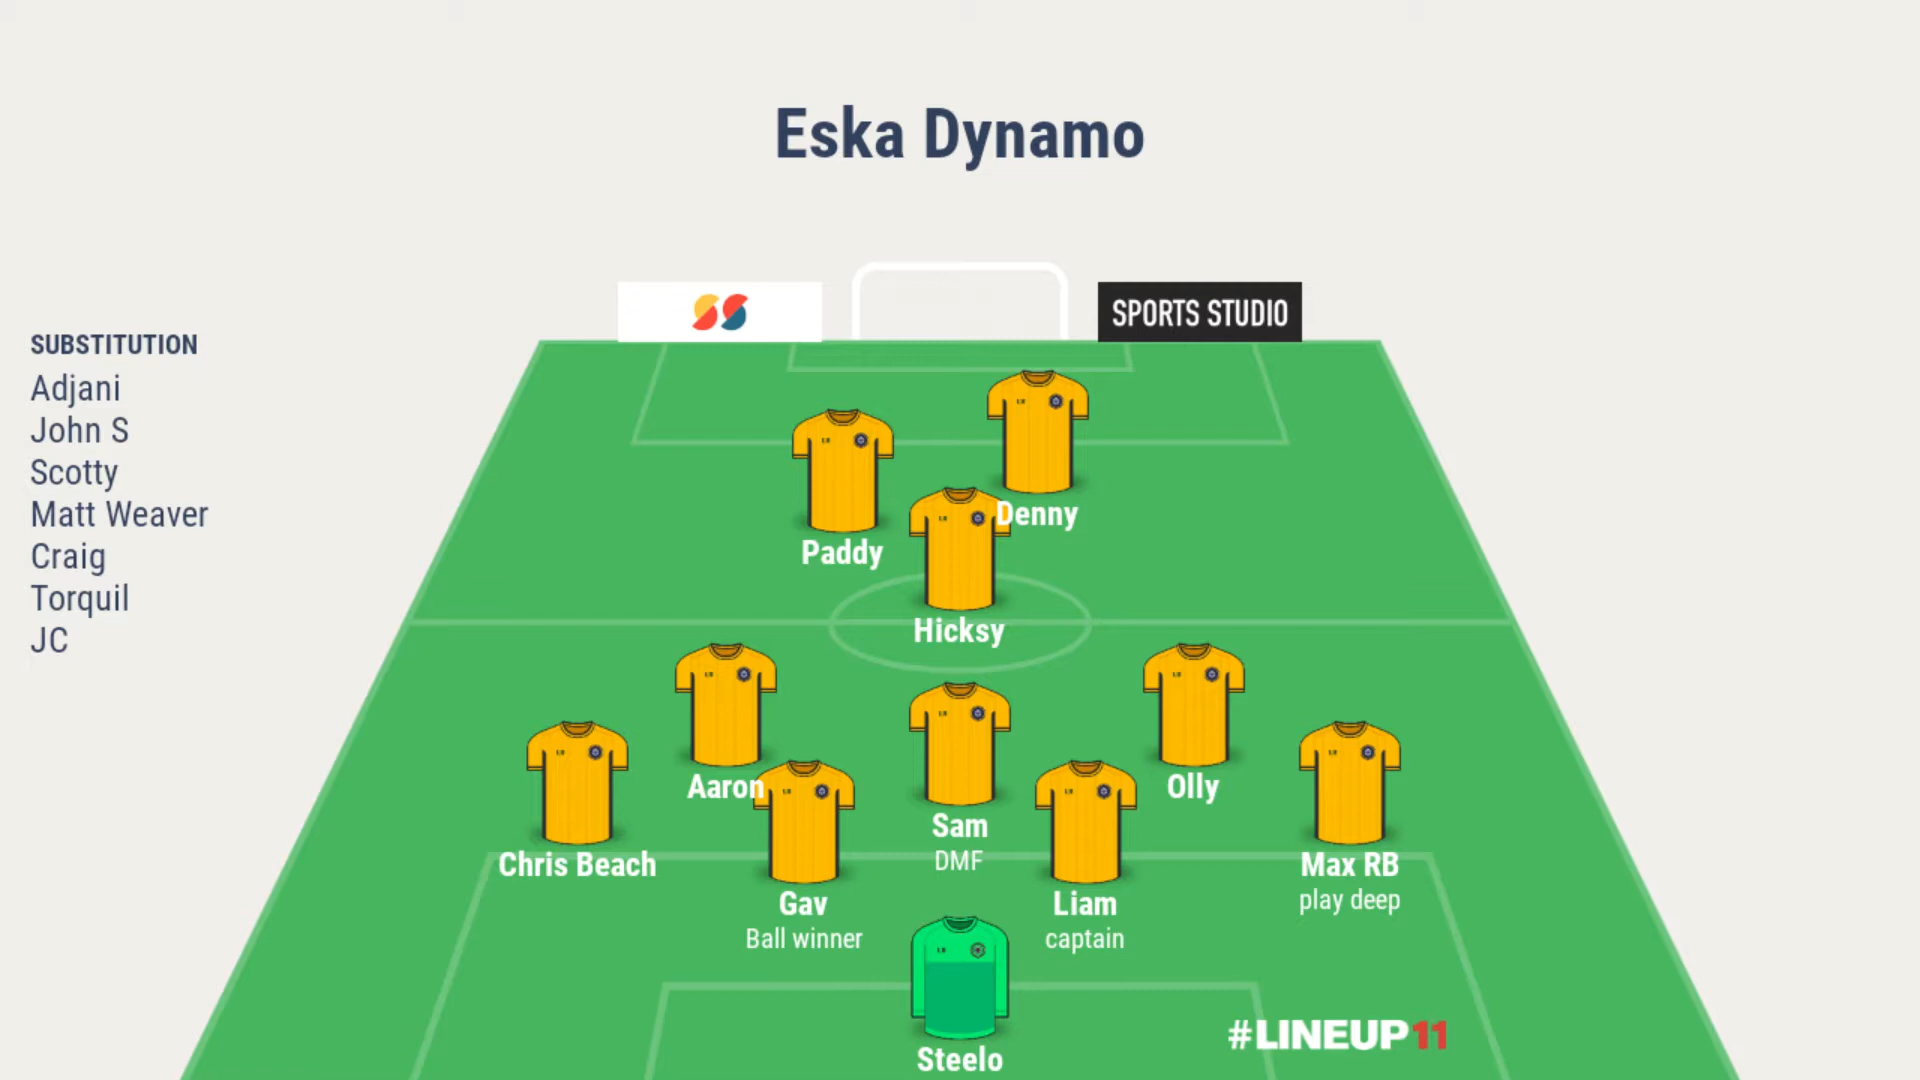 Eska Dynamo
SPORTS STUDIO
SUBSTITUTION
Adjani
John S
Scotty
Matt Weaver
Craig
Torquil
JC
Denny
Paddy
Hicksy
Aaron
Olly
Sam
DMF
Chris Beach
Max RB
play deep
Gav
Ball winner
Liam
captain
Steelo
#LINEUP11